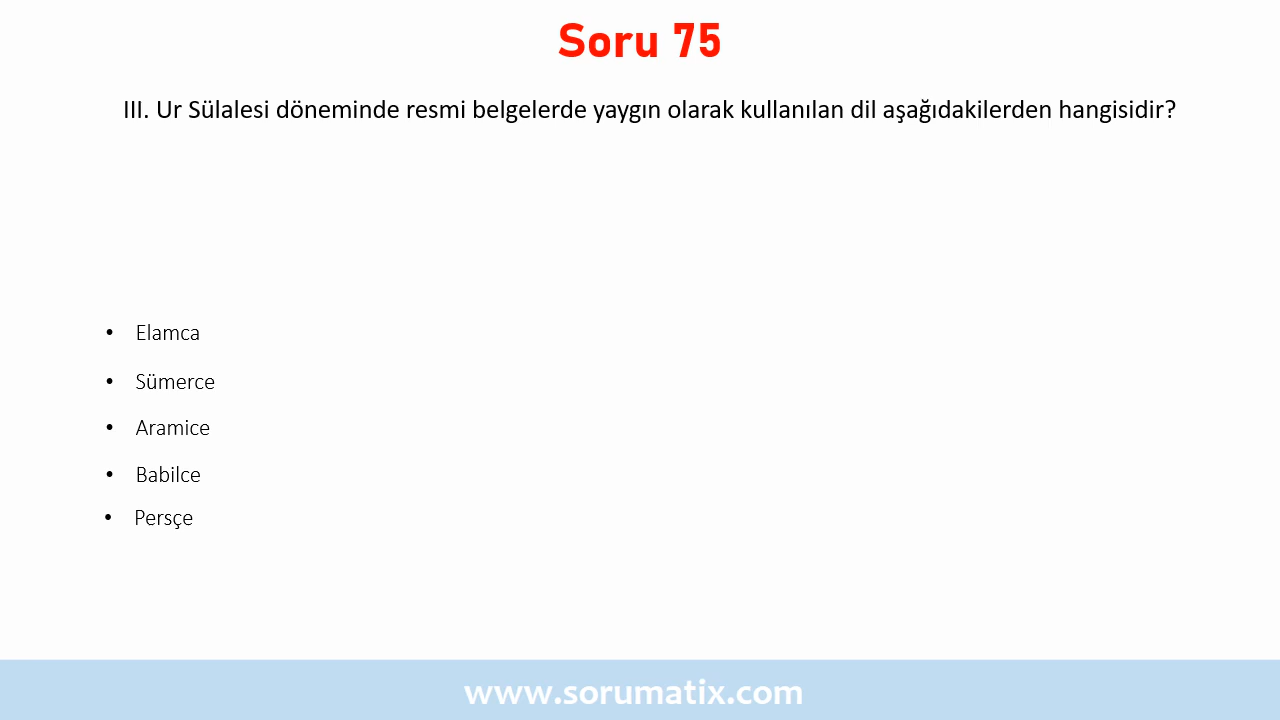 Soru 75
III. Ur Sülalesi döneminde resmi belgelerde yaygın olarak kullanılan dil aşağıdakilerden hangisidir?
• Elamca
• Sümerce
• Aramice
• Babilce
• Persçe
www.sorumatix.com